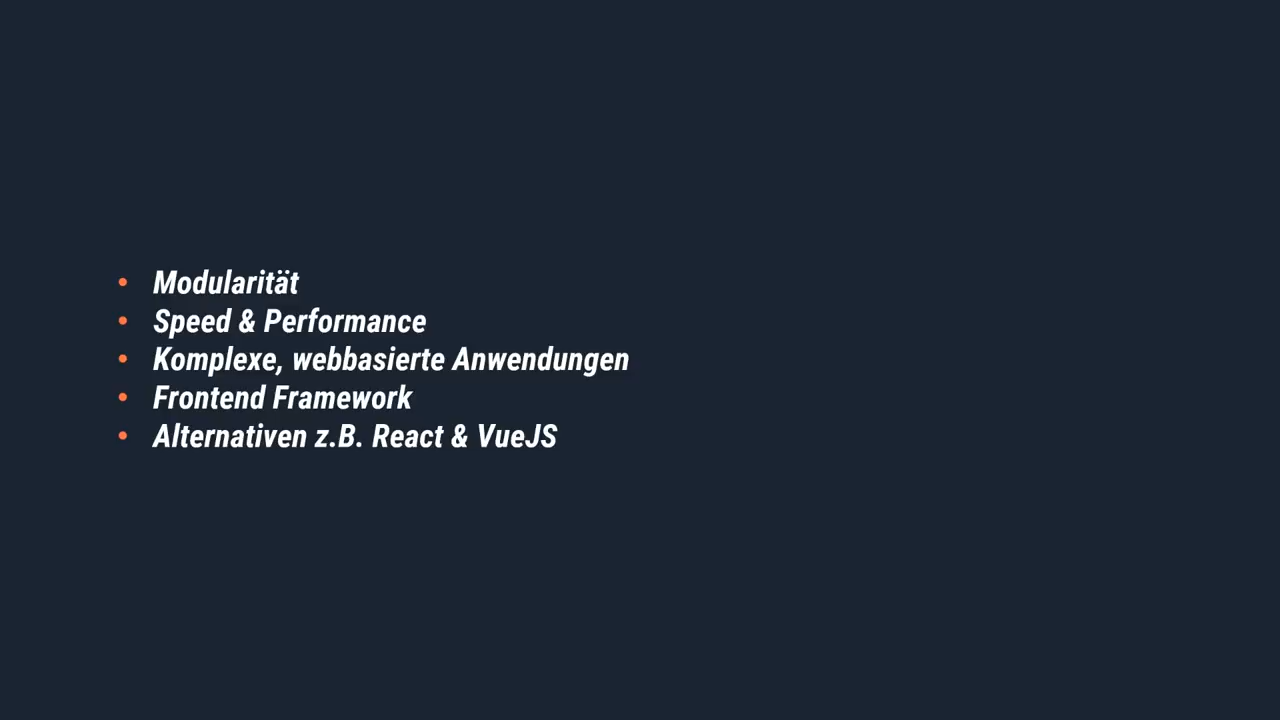 • Modularität
• Speed & Performance
• Komplexe, webbasierte Anwendungen
• Frontend Framework
• Alternativen z.B. React & VueJS